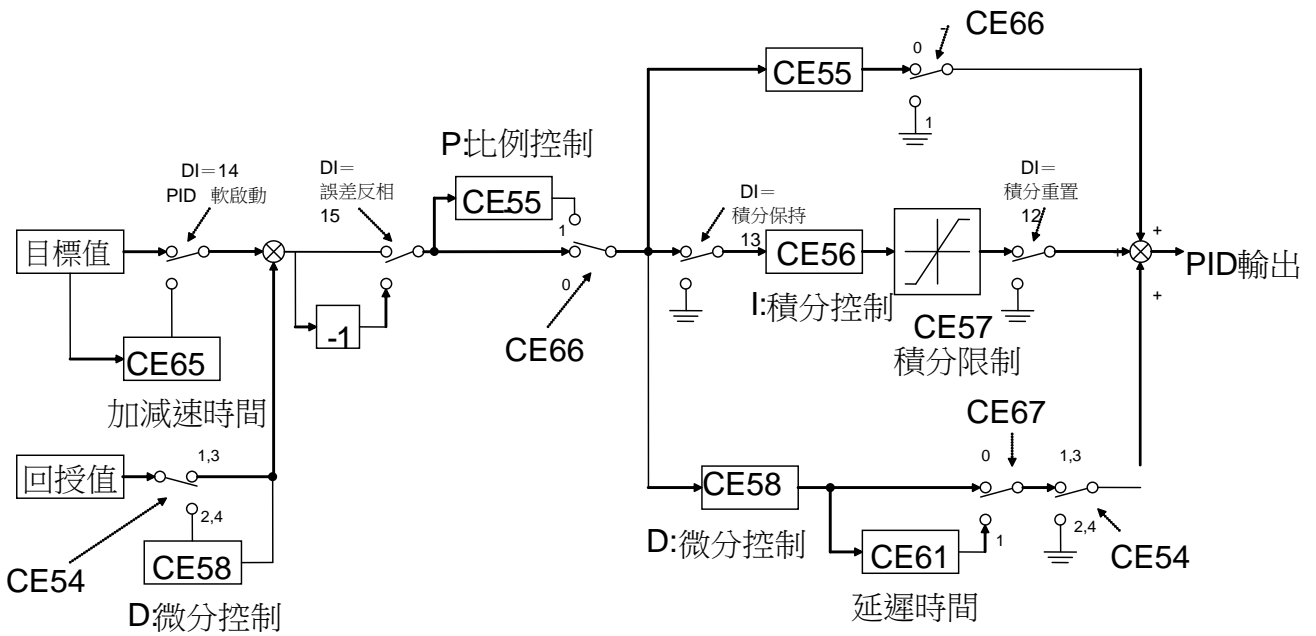 CE66
0
CE55
1
P:比例控制
DI=14
PID 軟啟動
DI=
誤差反相
15
CE55
1
0
DI=
積分保持
13
DI=
積分重置
12
目標值
CE56
+
+
+
PID輸出
I:積分控制
CE57
積分限制
-1
CE66
CE65
加減速時間
CE67
回授值
1,3
2,4
CE58
0
1,3
CE54
CE58
D:微分控制
D:微分控制
CE61
1
2,4
CE54
延遲時間